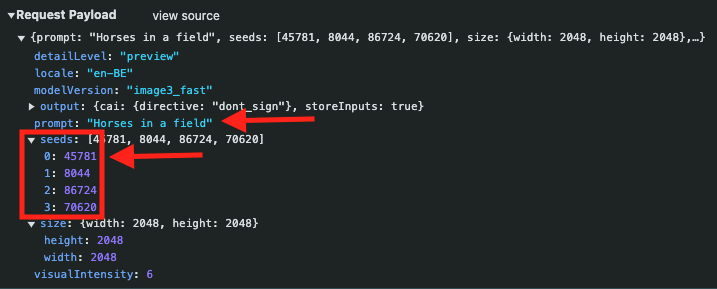 ▼Request Payload view source
▼ {prompt: "Horses in a field", seeds: [45781, 8044, 86724, 70620], size: {width: 2048, height: 2048},…}
detailLevel: "preview"
locale: "en-BE"
modelVersion: "image3_fast"
▶ output: {cai: {directive: "dont_sign"}, storeInputs: true}
prompt: "Horses in a field"
▼ seeds: [45781, 8044, 86724, 70620]
0: 45781
1: 8044
2: 86724
3: 70620
▼ size: {width: 2048, height: 2048}
height: 2048
width: 2048
visualIntensity: 6